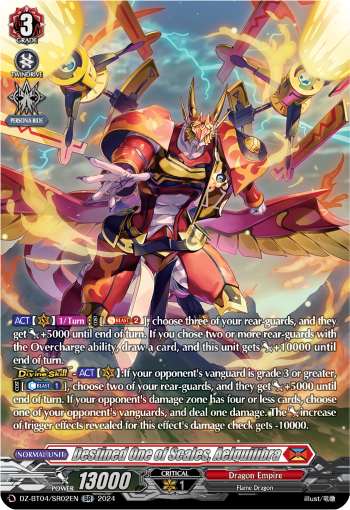 3
GRADE
TWINDRIVE
PERSONA RIDE
ACT 1/Turn COST BLAST 2, choose three of your rear-guards, and they
get +5000 until end of turn. If you chose two or more rear-guards with
the Overcharge ability, draw a card, and this unit gets +10000 until
end of turn.
Divine Skill - ACT :If your opponent's vanguard is grade 3 or greater,
COST BLAST 1, choose two of your rear-guards, and they get +5000 until
end of turn. If your opponent's damage zone has four or less cards, choose
one of your opponent's vanguards, and deal one damage. The increase
of trigger effects revealed for this effect's damage check gets -10000.
NORMAL UNIT Destined One of Scales, Aelquilibra
POWER 13000 CRITICAL 1 Dragon Empire
Flame Dragon
DZ-BT04/SR02EN SR 2024 illust/竜徹